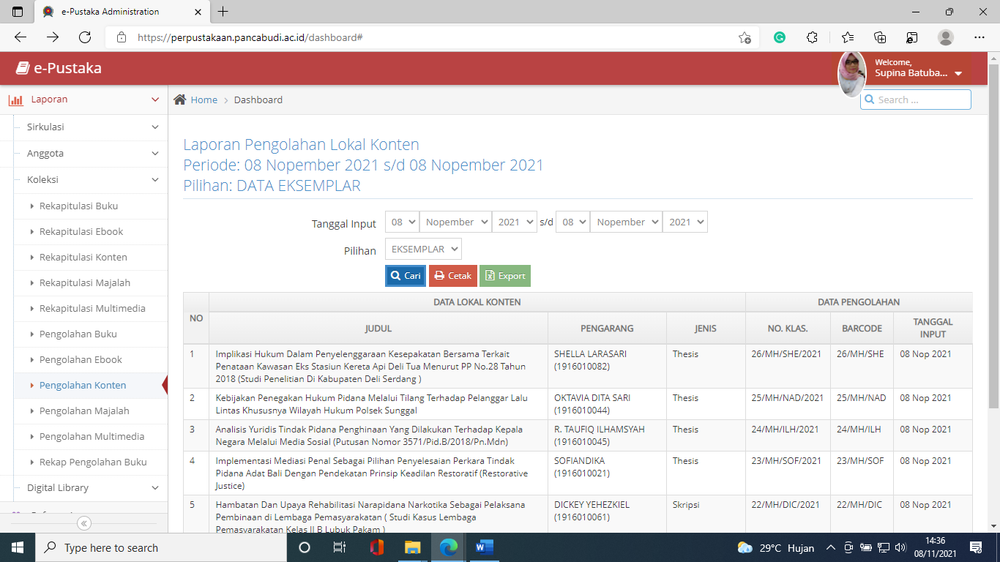 e-Pustaka Administration
https://perpustakaan.pancabudi.ac.id/dashboard#
e-Pustaka
Welcome,
Supina Batuba...
Laporan
Home > Dashboard
Search ...
Sirkulasi
Anggota
Koleksi
Rekapitulasi Buku
Rekapitulasi Ebook
Rekapitulasi Konten
Rekapitulasi Majalah
Rekapitulasi Multimedia
Pengolahan Buku
Pengolahan Ebook
Pengolahan Konten
Pengolahan Majalah
Pengolahan Multimedia
Rekap Pengolahan Buku
Digital Library
Laporan Pengolahan Lokal Konten
Periode: 08 Nopember 2021 s/d 08 Nopember 2021
Pilihan: DATA EKSEMPLAR
Tanggal Input 08 Nopember 2021 s/d 08 Nopember 2021
Pilihan EKSEMPLAR
Cari Cetak Export
NO DATA LOKAL KONTEN DATA PENGOLAHAN
JUDUL PENGARANG JENIS NO. KLAS. BARCODE TANGGAL INPUT
1 Implikasi Hukum Dalam Penyelenggaraan Kesepakatan Bersama Terkait SHELLA LARASARI Thesis 26/MH/SHE/2021 26/MH/SHE 08 Nop 2021
Penataan Kawasan Eks Stasiun Kereta Api Deli Tua Menurut PP No.28 Tahun (1916010082)
2018 (Studi Penelitian Di Kabupaten Deli Serdang )
2 Kebijakan Penegakan Hukum Pidana Melalui Tilang Terhadap Pelanggar Lalu OKTAVIA DITA SARI Thesis 25/MH/NAD/2021 25/MH/NAD 08 Nop 2021
Lintas Khususnya Wilayah Hukum Polsek Sunggal (1916010044)
3 Analisis Yuridis Tindak Pidana Penghinaan Yang Dilakukan Terhadap Kepala R. TAUFIQ ILHAMSYAH Thesis 24/MH/ILH/2021 24/MH/ILH 08 Nop 2021
Negara Melalui Media Sosial (Putusan Nomor 3571/Pid.B/2018/Pn.Mdn) (1916010045)
4 Implementasi Mediasi Penal Sebagai Pilihan Penyelesaian Perkara Tindak SOFIANDIKA Thesis 23/MH/SOF/2021 23/MH/SOF 08 Nop 2021
Pidana Adat Bali Dengan Pendekatan Prinsip Keadilan Restoratif (Restorative (1916010021)
Justice)
5 Hambatan Dan Upaya Rehabilitasi Narapidana Narkotika Sebagai Pelaksana DICKEY YEHEZKIEL Skripsi 22/MH/DIC/2021 22/MH/DIC 08 Nop 2021
Pembinaan di Lembaga Pemasyarakatan ( Studi Kasus Lembaga (1916010061)
Pemasyarakatan Kelas II B Lubuk Pakam )
Type here to search
29°C Hujan
14:36
08/11/2021